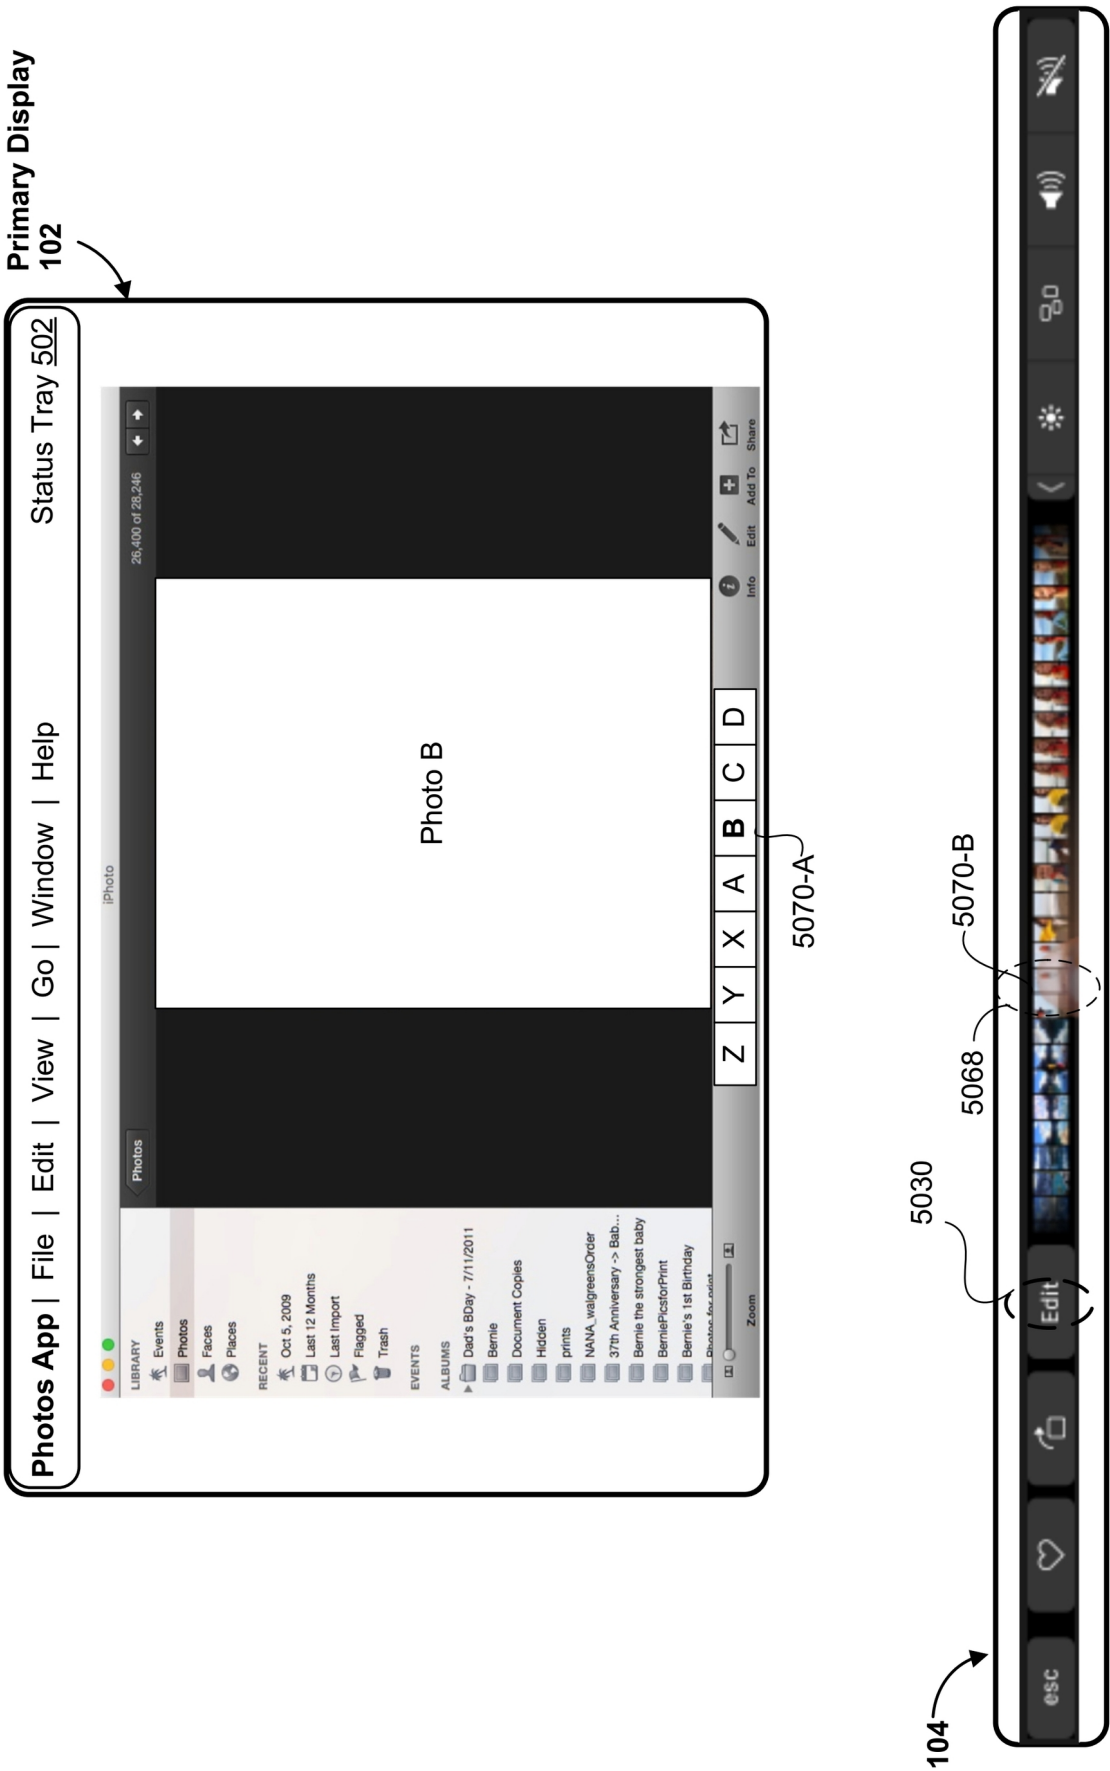 Primary Display
102
Photos App | File | Edit | View | Go | Window | Help
Status Tray 502
iPhoto
Photos
26,400 of 28,246
LIBRARY
Events
Photos
Faces
Places
RECENT
Oct 5, 2009
Last 12 Months
Last Import
Flagged
Trash
EVENTS
ALBUMS
Dad's BDay - 7/11/2011
Bernie
Document Copies
Hidden
prints
NANA_walgreensOrder
37th Anniversary -> Bab...
Bernie the strongest baby
BerniePicsforPrint
Bernie's 1st Birthday
Photos for print
Photo B
Zoom
Z Y X A B C D
Info
Edit
Add To
Share
5070-A
5030
5068
5070-B
104
esc
Edit